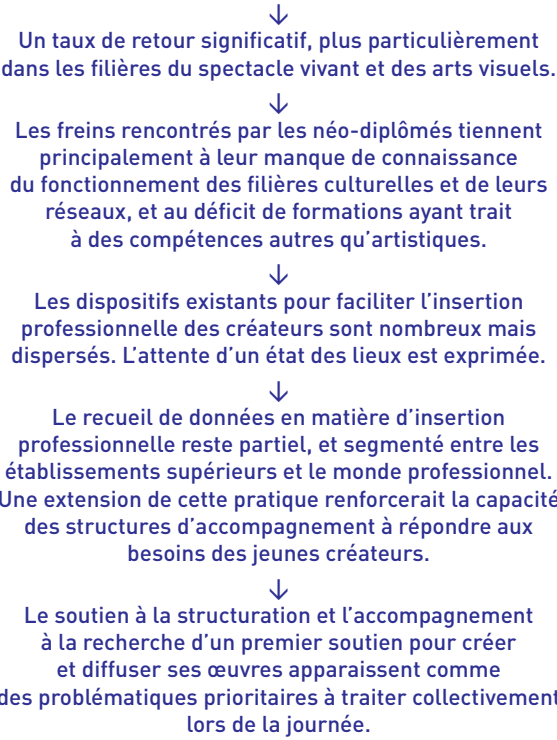 ↓
Un taux de retour significatif, plus particulièrement
dans les filières du spectacle vivant et des arts visuels.
↓
Les freins rencontrés par les néo-diplômés tiennent
principalement à leur manque de connaissance
du fonctionnement des filières culturelles et de leurs
réseaux, et au déficit de formations ayant trait
à des compétences autres qu’artistiques.
↓
Les dispositifs existants pour faciliter l’insertion
professionnelle des créateurs sont nombreux mais
dispersés. L’attente d’un état des lieux est exprimée.
↓
Le recueil de données en matière d’insertion
professionnelle reste partiel, et segmenté entre les
établissements supérieurs et le monde professionnel.
Une extension de cette pratique renforcerait la capacité
des structures d’accompagnement à répondre aux
besoins des jeunes créateurs.
↓
Le soutien à la structuration et l’accompagnement
à la recherche d’un premier soutien pour créer
et diffuser ses œuvres apparaissent comme
des problématiques prioritaires à traiter collectivement
lors de la journée.